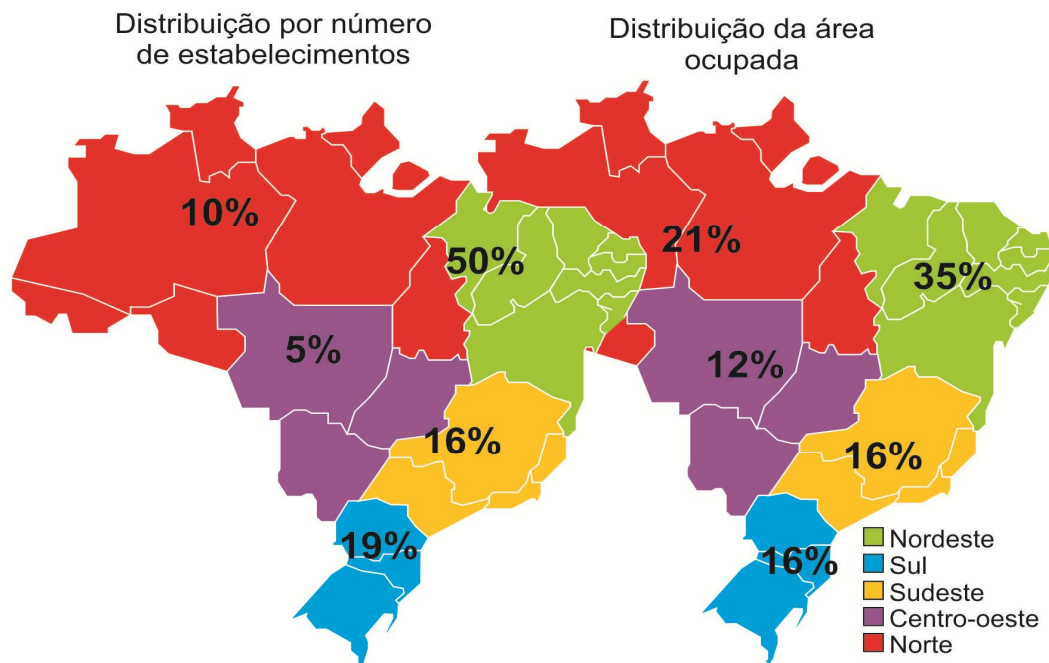 Distribuição por número
de estabelecimentos
10%
50%
5%
16%
19%
Distribuição da área
ocupada
21%
35%
12%
16%
16%
Nordeste
Sul
Sudeste
Centro-oeste
Norte